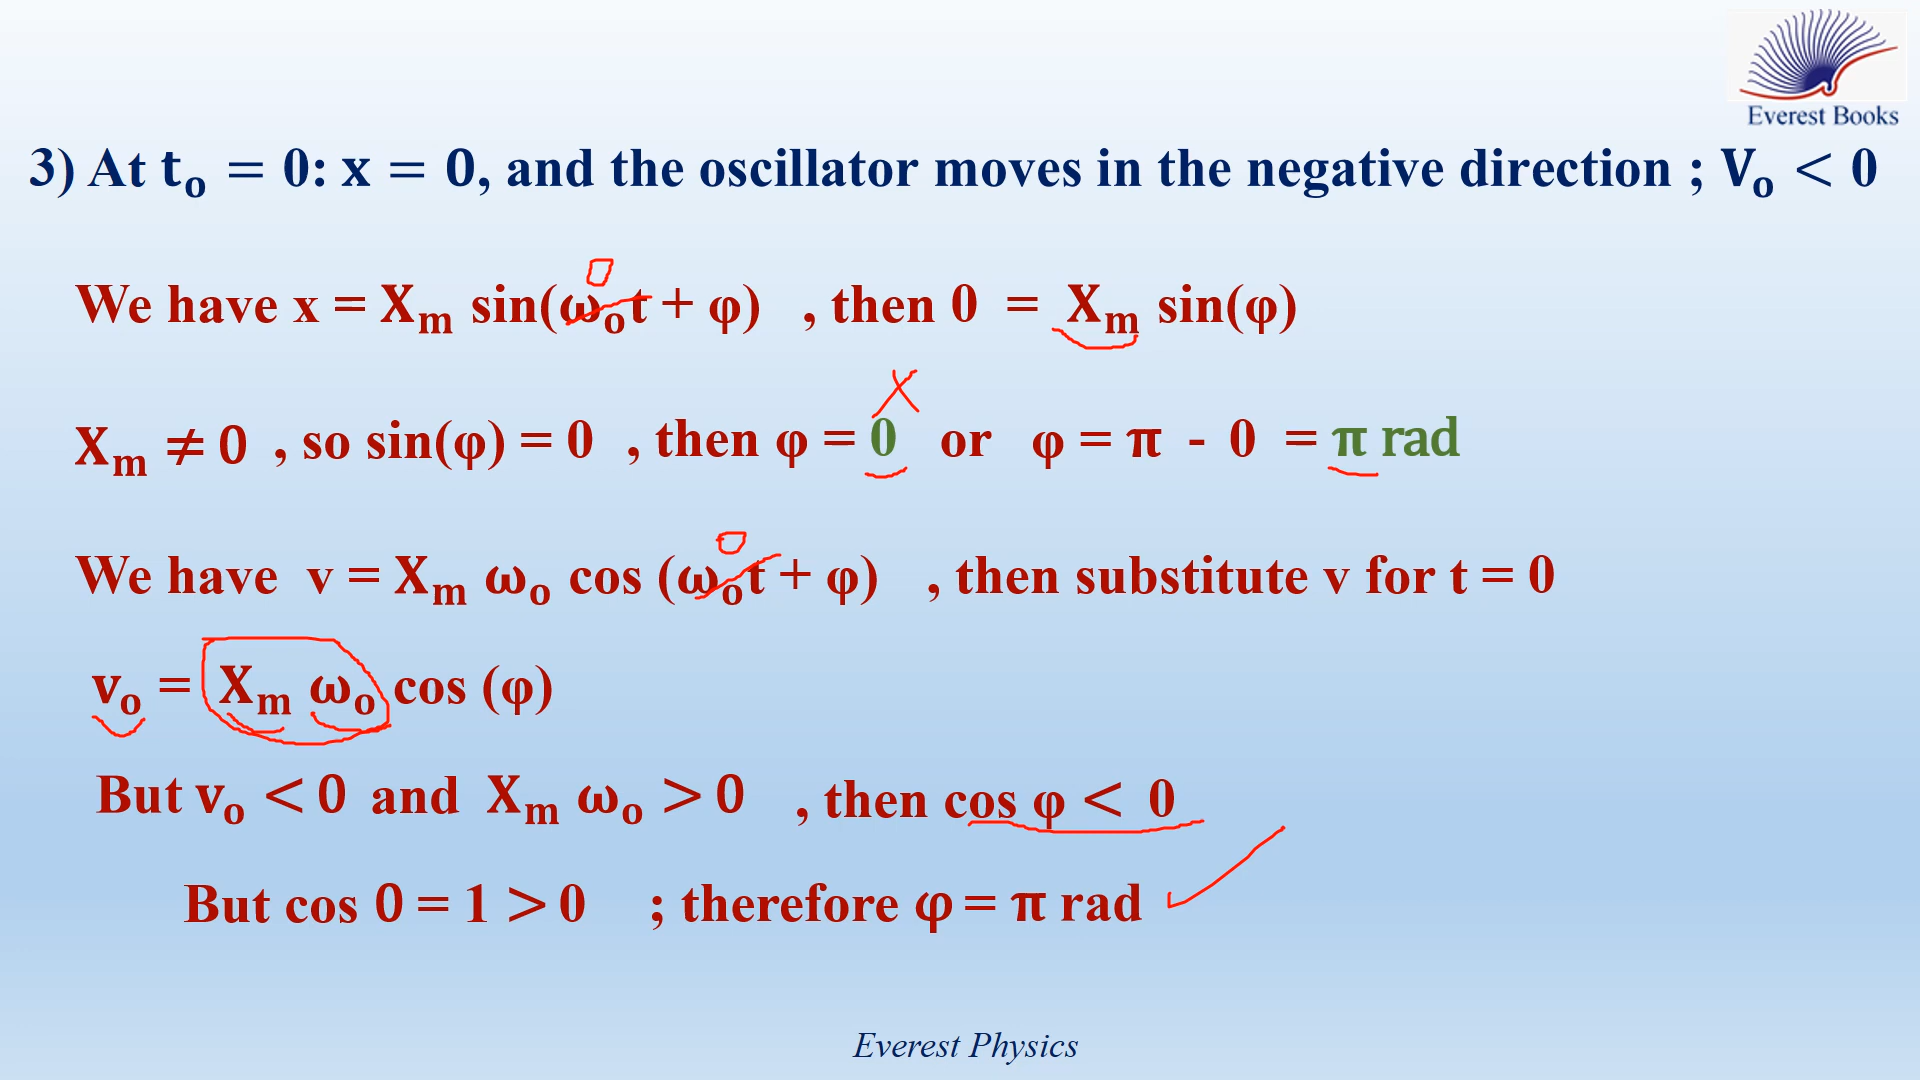 Everest Books
3) At t₀ = 0: x = 0, and the oscillator moves in the negative direction ; V₀ < 0
0
We have x = Xₘ sin(ω₀t + φ) , then 0 = Xₘ sin(φ)
Xₘ ≠ 0 , so sin(φ) = 0 , then φ = 0 or φ = π - 0 = π rad
0
We have v = Xₘ ω₀ cos (ω₀t + φ) , then substitute v for t = 0
v₀ = Xₘ ω₀ cos (φ)
But v₀ < 0 and Xₘ ω₀ > 0 , then cos φ < 0
But cos 0 = 1 > 0 ; therefore φ = π rad
Everest Physics